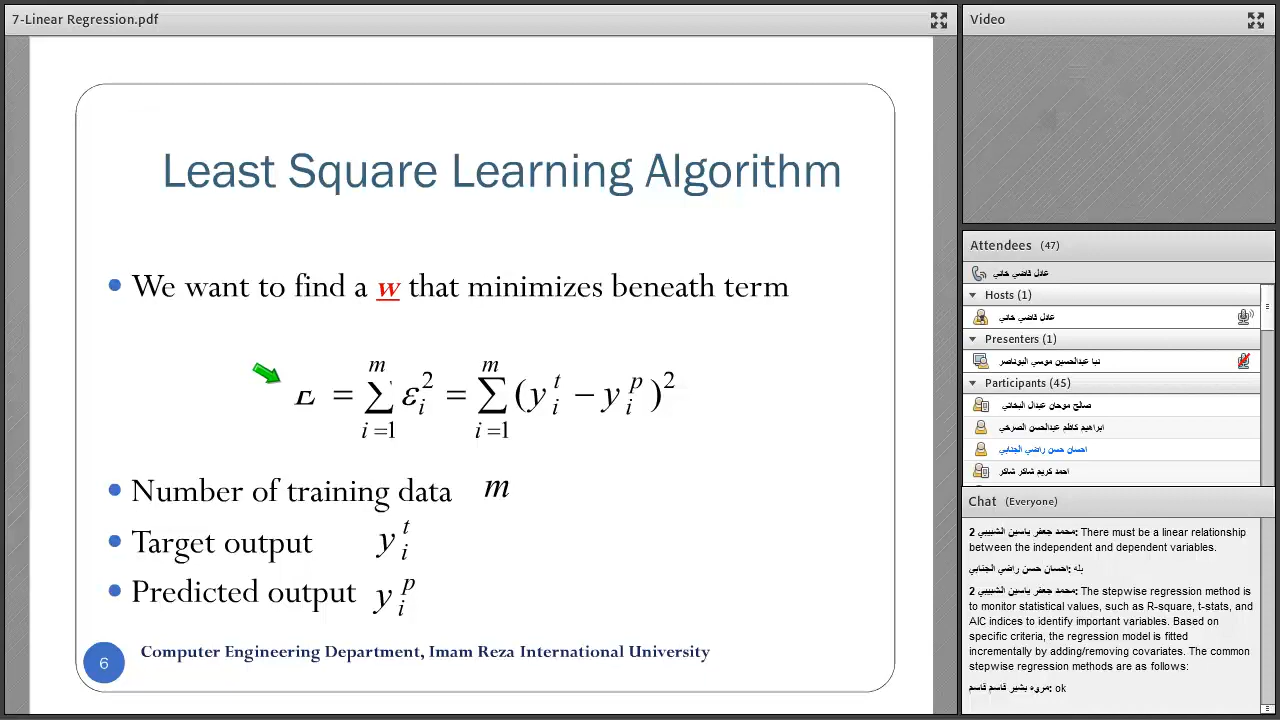 7-Linear Regression.pdf
Least Square Learning Algorithm
We want to find a w that minimizes beneath term
E = ∑_{i=1}^{m} ε_i^2 = ∑_{i=1}^{m} (y_i^t − y_i^p)^2
Number of training data m
Target output y_i^t
Predicted output y_i^p
6
Computer Engineering Department, Imam Reza International University
Video
Attendees (47)
عادل قاضي خاني
Hosts (1)
عادل قاضي خاني
Presenters (1)
نبا عبدالحسين موسي البوناصر
Participants (45)
صالح موحان عبدال البخاتي
ابراهيم كاظم عبدالحسن الصرخي
احسان حسن راضي الجنابي
احمد كريم شاكر شاكر
Chat (Everyone)
محمد جعفر ياسين الشبيبي 2: There must be a linear relationship
between the independent and dependent variables.
احسان حسن راضي الجنابي: بله
محمد جعفر ياسين الشبيبي 2: The stepwise regression method is
to monitor statistical values, such as R-square, t-stats, and
AIC indices to identify important variables. Based on
specific criteria, the regression model is fitted
incrementally by adding/removing covariates. The common
stepwise regression methods are as follows:
مروه بشير قاسم قاسم: ok